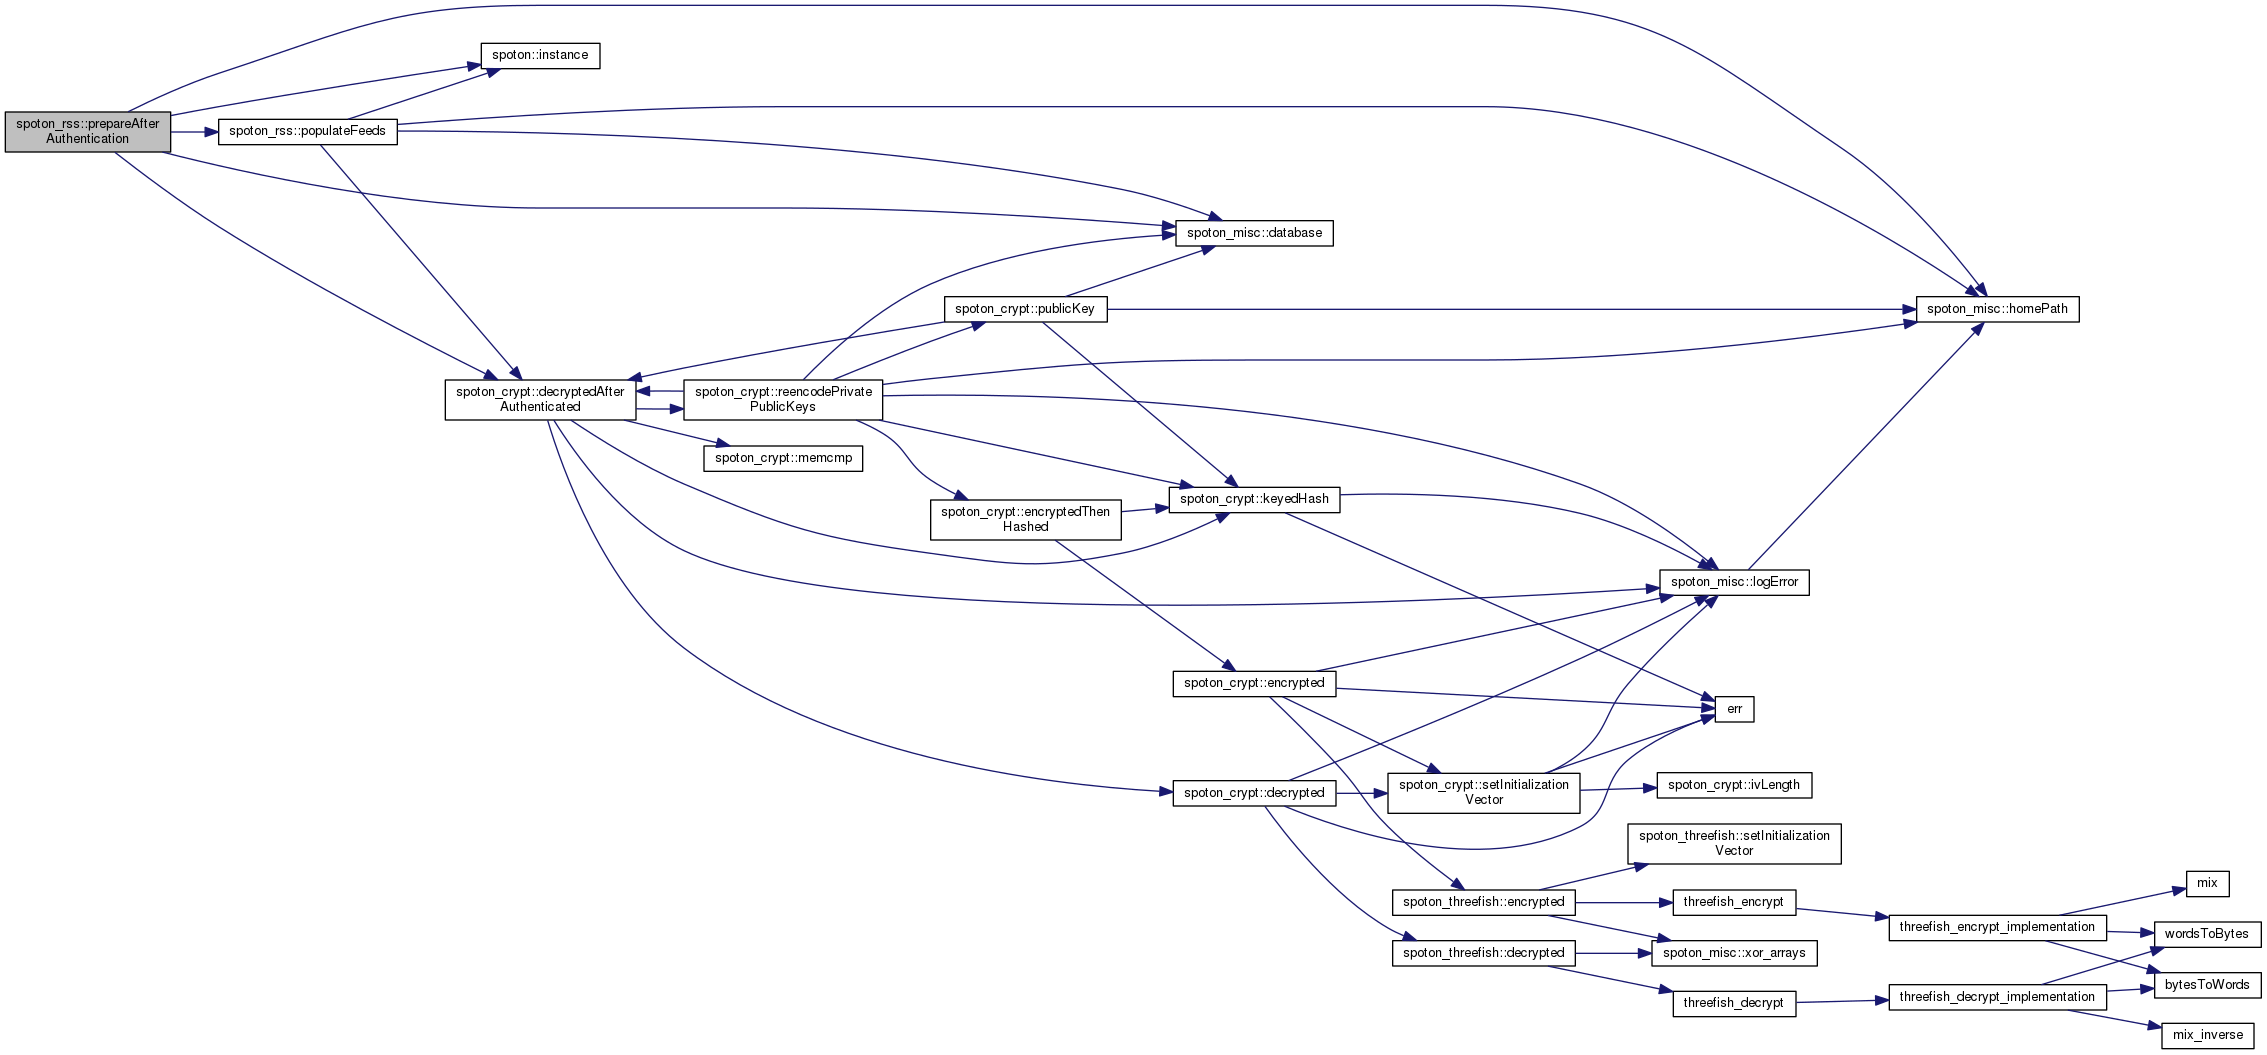 spoton::instance
spoton_rss::prepareAfter
Authentication
spoton_rss::populateFeeds
spoton_misc::database
spoton_crypt::publicKey
spoton_misc::homePath
spoton_crypt::decryptedAfter
Authenticated
spoton_crypt::reencodePrivate
PublicKeys
spoton_crypt::memcmp
spoton_crypt::keyedHash
spoton_crypt::encryptedThen
Hashed
spoton_misc::logError
spoton_crypt::encrypted
err
spoton_crypt::decrypted
spoton_crypt::setInitialization
Vector
spoton_crypt::ivLength
spoton_threefish::setInitialization
Vector
mix
spoton_threefish::encrypted
threefish_encrypt
threefish_encrypt_implementation
wordsToBytes
spoton_threefish::decrypted
spoton_misc::xor_arrays
bytesToWords
threefish_decrypt
threefish_decrypt_implementation
mix_inverse